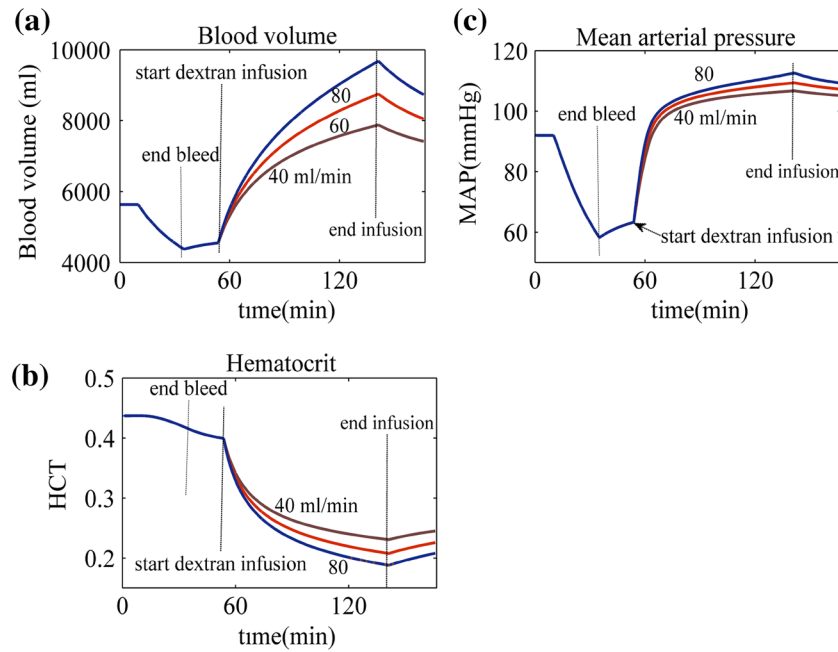 (a)
Blood volume
10000
8000
6000
4000
Blood volume (ml)
start dextran infusion
end bleed
80
60
40 ml/min
end infusion
0
60
120
tıme(min)
(c)
Mean arterial pressure
120
100
80
60
MAP(mmHg)
80
end bleed
40 ml/min
end infusion
start dextran infusion
0
60
120
time(min)
(b)
Hematocrit
0.5
0.4
0.3
0.2
HCT
end bleed
end infusion
40 ml/min
start dextran infusion
80
0
60
120
tıme(min)